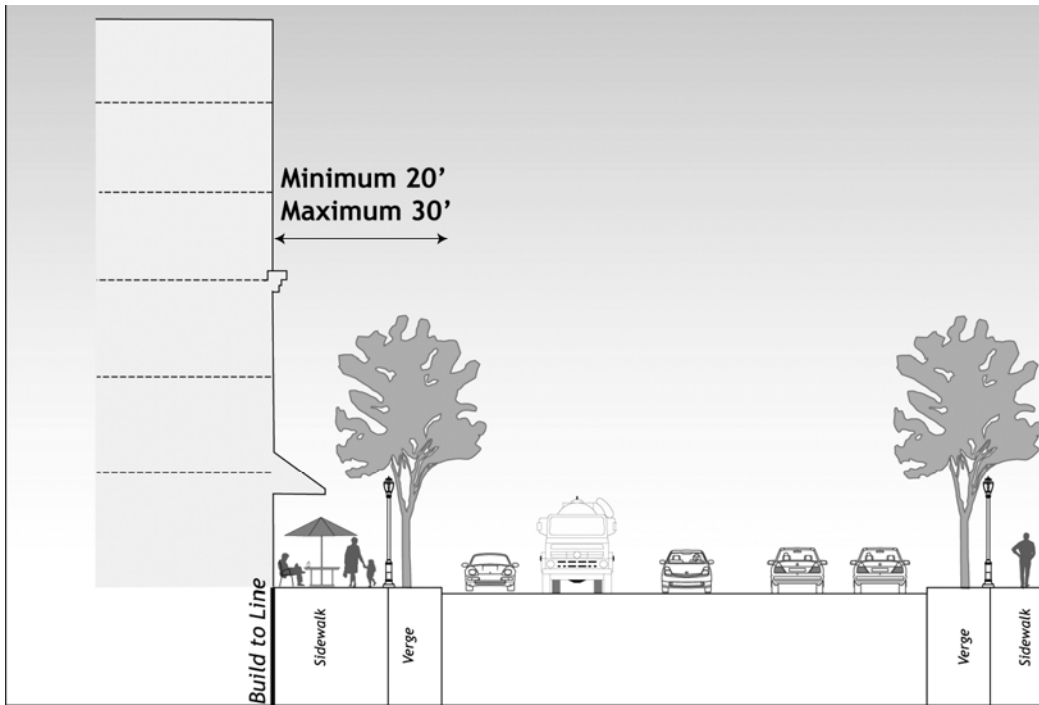 Minimum 20’
Maximum 30’
Build to Line
Sidewalk
Verge
Verge
Sidewalk